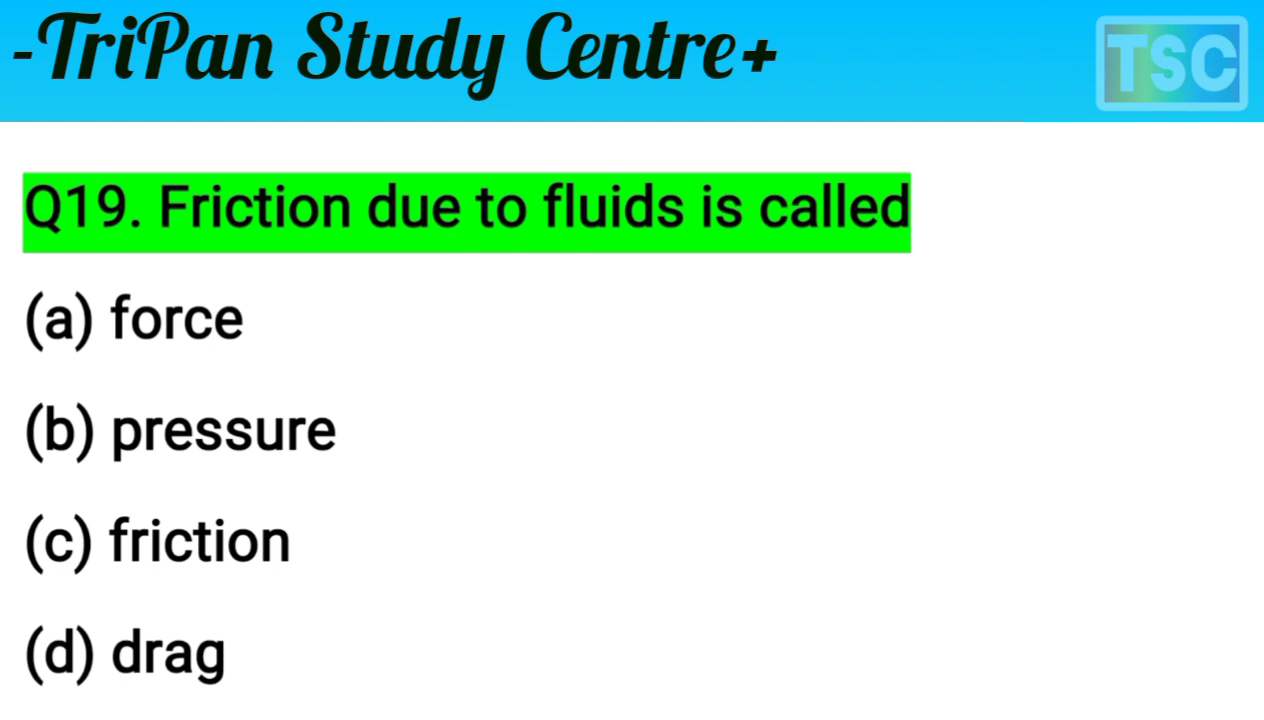 -TriPan Study Centre+
TSC
Q19. Friction due to fluids is called
(a) force
(b) pressure
(c) friction
(d) drag